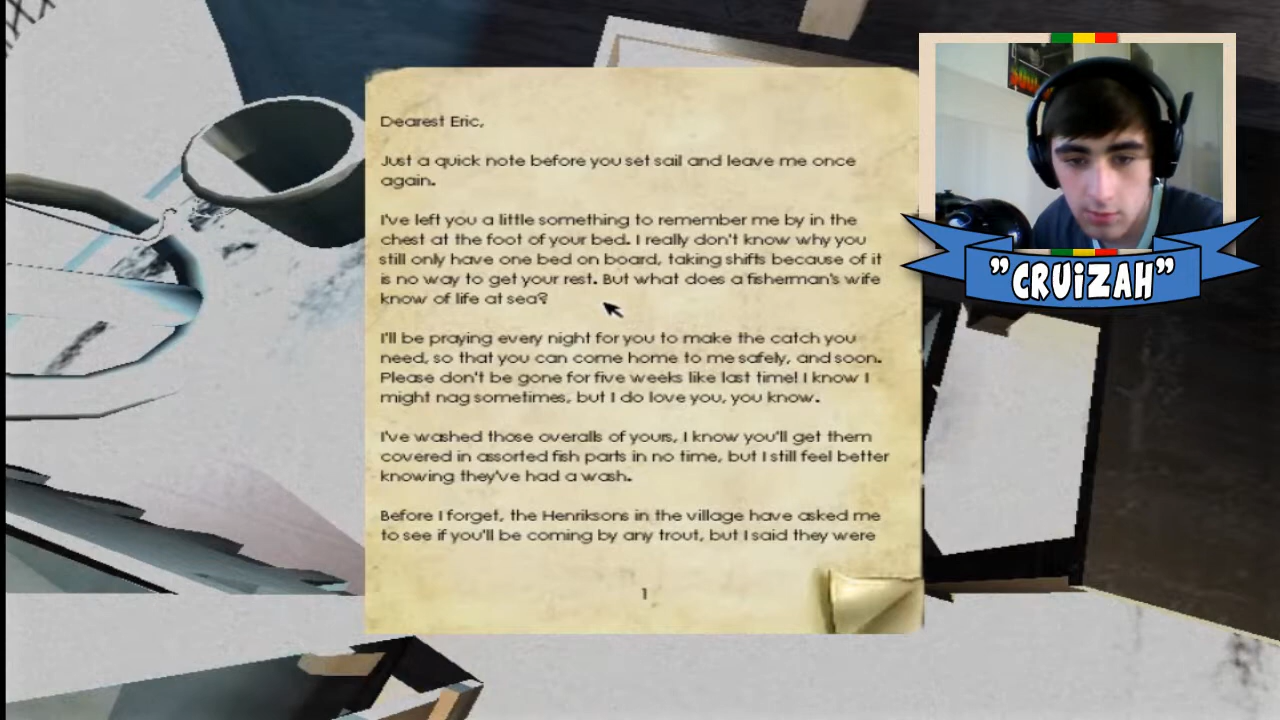 Dearest Eric,
Just a quick note before you set sail and leave me once
again.
I've left you a little something to remember me by in the
chest at the foot of your bed. I really don't know why you
still only have one bed on board, taking shifts because of it
is no way to get your rest. But what does a fisherman's wife
know of life at sea?
I'll be praying every night for you to make the catch you
need, so that you can come home to me safely, and soon.
Please don't be gone for five weeks like last time! I know I
might nag sometimes, but I do love you, you know.
I've washed those overalls of yours, I know you'll get them
covered in assorted fish parts in no time, but I still feel better
knowing they've had a wash.
Before I forget, the Henriksons in the village have asked me
to see if you'll be coming by any trout, but I said they were
1
"CRUiZAH"